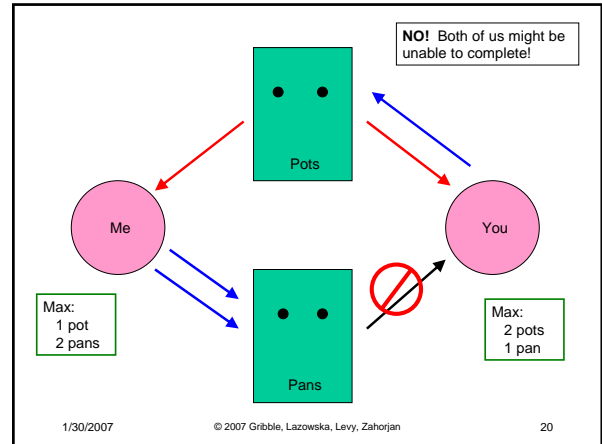 NO! Both of us might be
unable to complete!
Pots
Me
You
Max:
1 pot
2 pans
Max:
2 pots
1 pan
Pans
1/30/2007
© 2007 Gribble, Lazowska, Levy, Zahorjan
20